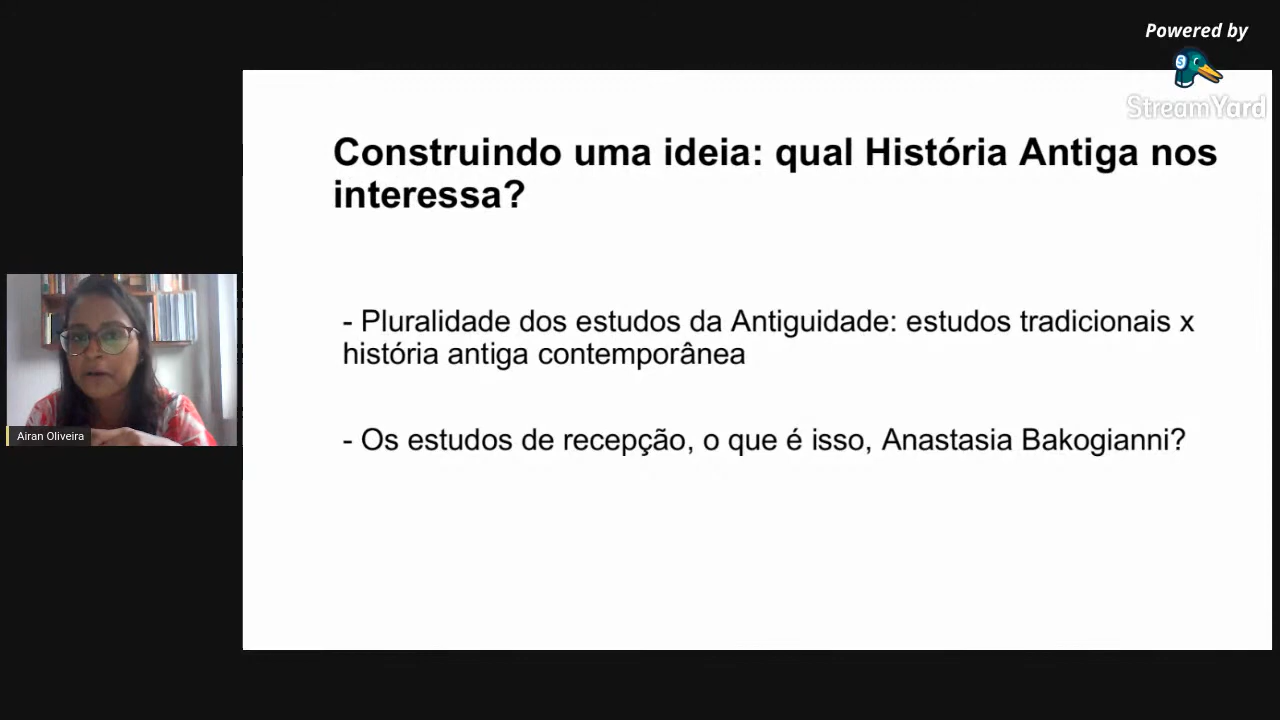 Powered by
StreamYard
Construindo uma ideia: qual História Antiga nos
interessa?
- Pluralidade dos estudos da Antiguidade: estudos tradicionais x
história antiga contemporânea
- Os estudos de recepção, o que é isso, Anastasia Bakogianni?
Airan Oliveira